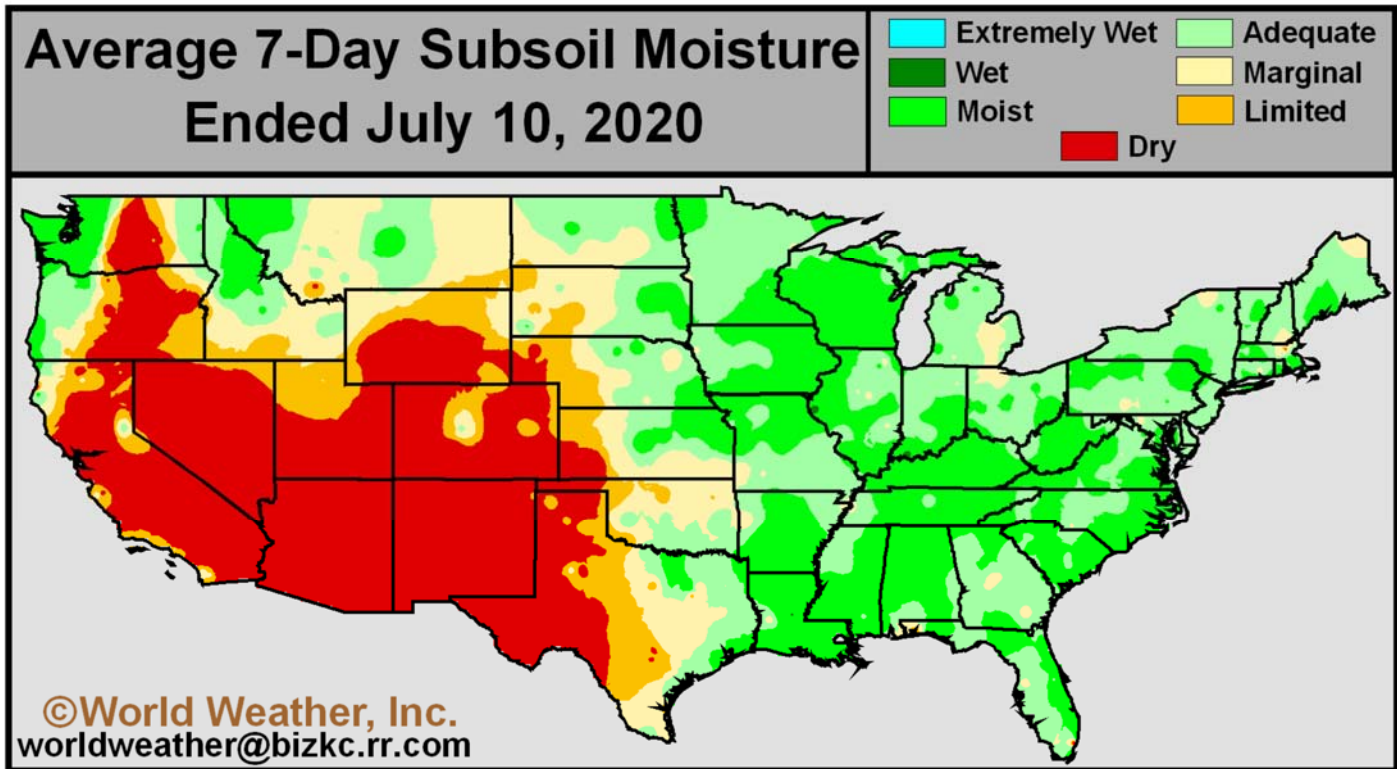 Average 7-Day Subsoil Moisture
Ended July 10, 2020
Extremely Wet
Adequate
Wet
Marginal
Moist
Limited
Dry
©World Weather, Inc.
worldweather@bizkc.rr.com